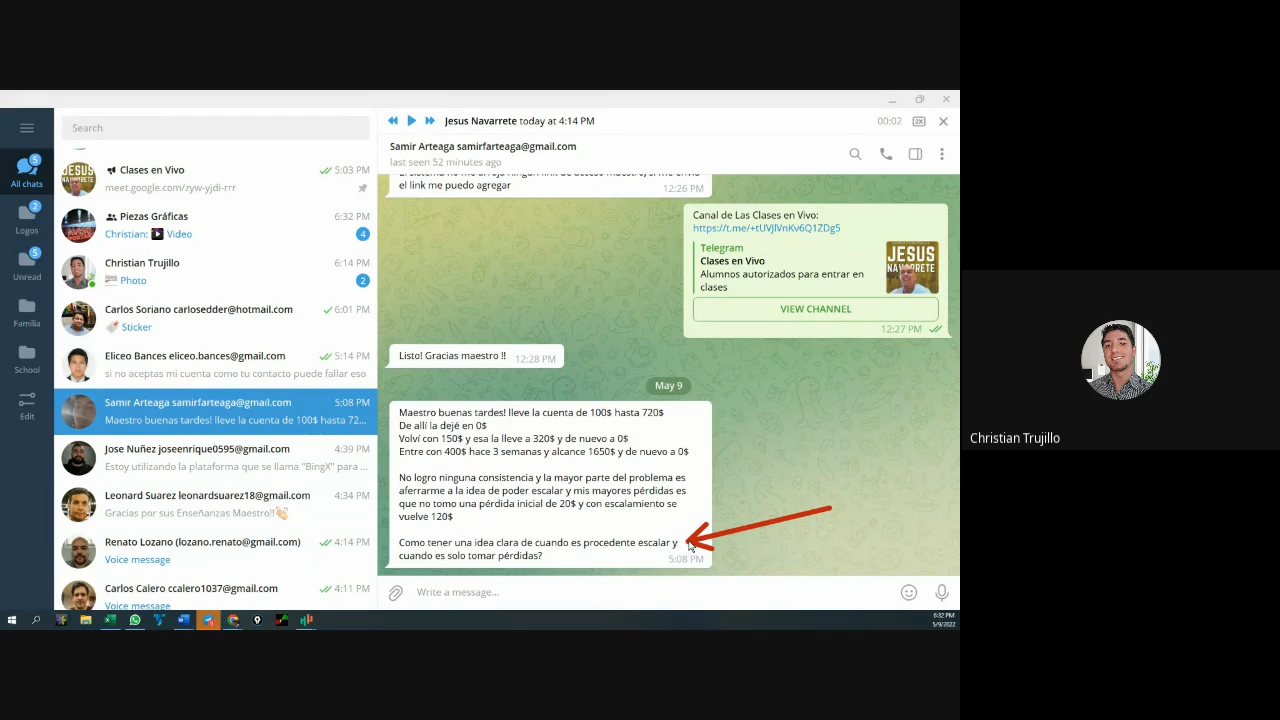 Search
All chats
Logos
Unread
Familia
School
Edit
5
2
5
Clases en Vivo
5:03 PM
meet.google.com/zyw-yjdi-rrr
Piezas Gráficas
6:32 PM
Christian: Video
4
Christian Trujillo
6:14 PM
Photo
2
Carlos Soriano carlosedder@hotmail.com
6:01 PM
Sticker
Eliceo Bances eliceo.bances@gmail.com
5:14 PM
si no aceptas mi cuenta como tu contacto puede fallar eso
Samir Arteaga samirfarteaga@gmail.com
5:08 PM
Maestro buenas tardes! lleve la cuenta de 100$ hasta 72...
Jose Nuñez joseenrique0595@gmail.com
4:39 PM
Estoy utilizando la plataforma que se llama "BingX" para ...
Leonard Suarez leonardsuarez18@gmail.com
4:34 PM
Gracias por sus Enseñanzas Maestro!!
Renato Lozano (lozano.renato@gmail.com)
4:14 PM
Voice message
Carlos Calero ccalero1037@gmail.com
4:11 PM
Voice message
Jesus Navarrete today at 4:14 PM
00:02
2X
Samir Arteaga samirfarteaga@gmail.com
last seen 52 minutes ago
el link me puedo agregar
12:26 PM
Canal de Las Clases en Vivo:
https://t.me/+tUVJlVnKv6Q1ZDg5
Telegram
Clases en Vivo
Alumnos autorizados para entrar en
clases
JESUS
NAVARRETE
VIEW CHANNEL
12:27 PM
Listo! Gracias maestro !!
12:28 PM
May 9
Maestro buenas tardes! lleve la cuenta de 100$ hasta 720$
De allí la dejé en 0$
Volví con 150$ y esa la lleve a 320$ y de nuevo a 0$
Entre con 400$ hace 3 semanas y alcance 1650$ y de nuevo a 0$
No logro ninguna consistencia y la mayor parte del problema es
aferrarme a la idea de poder escalar y mis mayores pérdidas es
que no tomo una pérdida inicial de 20$ y con escalamiento se
vuelve 120$
Como tener una idea clara de cuando es procedente escalar y
cuando es solo tomar pérdidas?
5:08 PM
Write a message...
6:32 PM
5/9/2022
Christian Trujillo